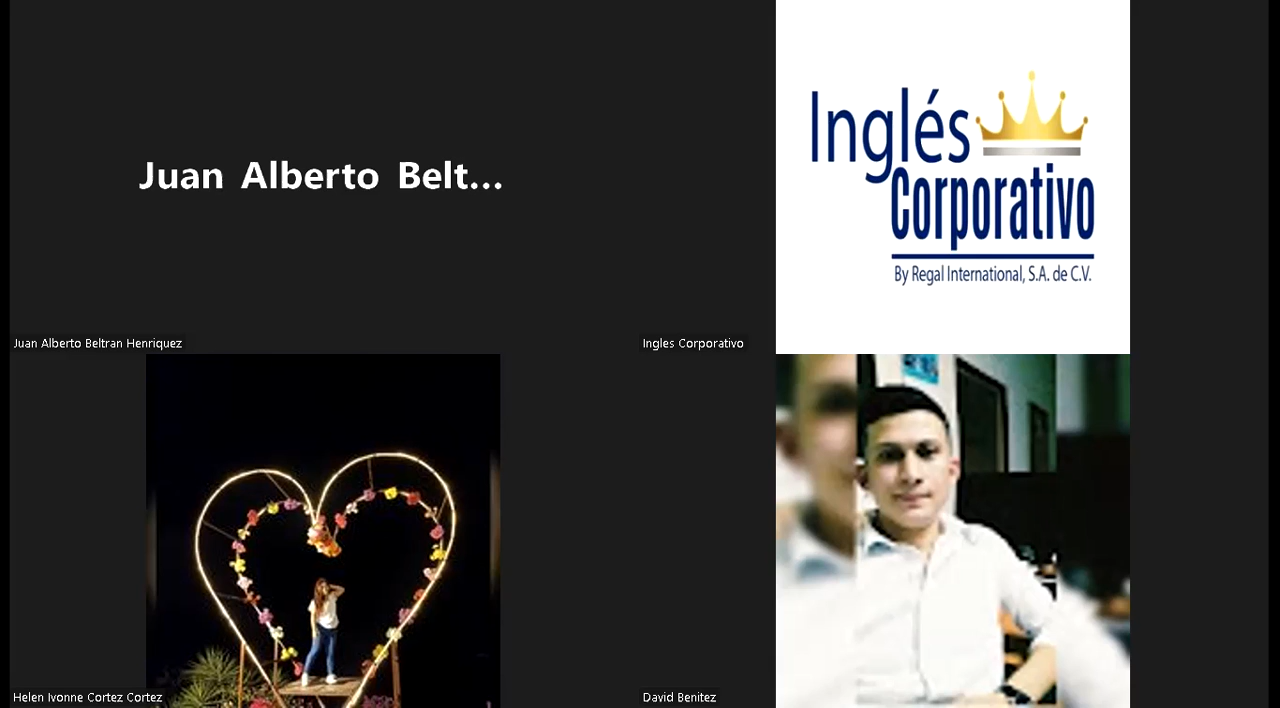 Juan Alberto Belt...
Inglés
Corporativo
By Regal International, S.A. de C.V.
Juan Alberto Beltran Henriquez
Ingles Corporativo
Helen Ivonne Cortez Cortez
David Benitez